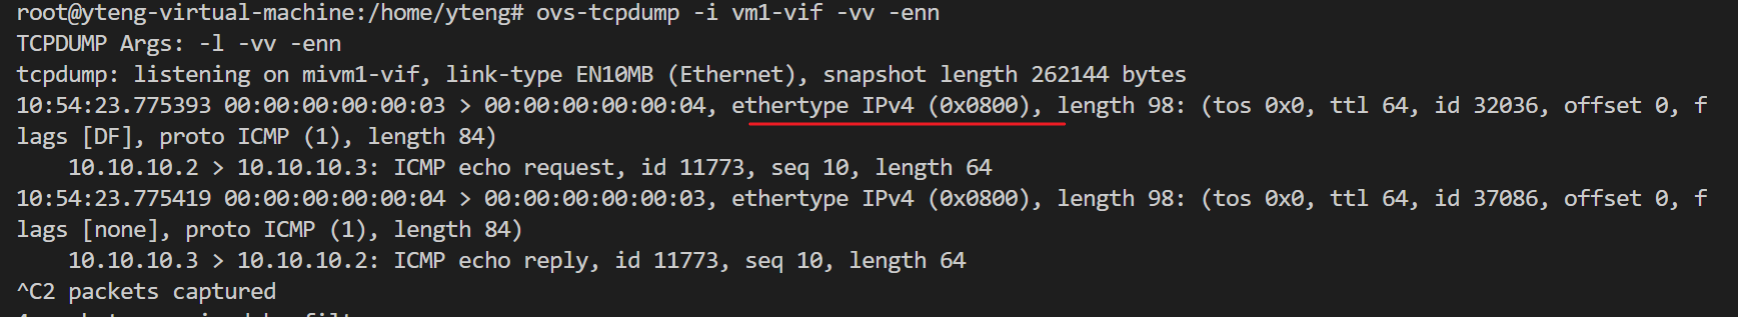 root@yteng-virtual-machine:/home/yteng# ovs-tcpdump -i vm1-vif -vv -enn
TCPDUMP Args: -l -vv -enn
tcpdump: listening on mivm1-vif, link-type EN10MB (Ethernet), snapshot length 262144 bytes
10:54:23.775393 00:00:00:00:00:03 > 00:00:00:00:00:04, ethertype IPv4 (0x0800), length 98: (tos 0x0, ttl 64, id 32036, offset 0, f
lags [DF], proto ICMP (1), length 84)
    10.10.10.2 > 10.10.10.3: ICMP echo request, id 11773, seq 10, length 64
10:54:23.775419 00:00:00:00:00:04 > 00:00:00:00:00:03, ethertype IPv4 (0x0800), length 98: (tos 0x0, ttl 64, id 37086, offset 0, f
lags [none], proto ICMP (1), length 84)
    10.10.10.3 > 10.10.10.2: ICMP echo reply, id 11773, seq 10, length 64
^C2 packets captured